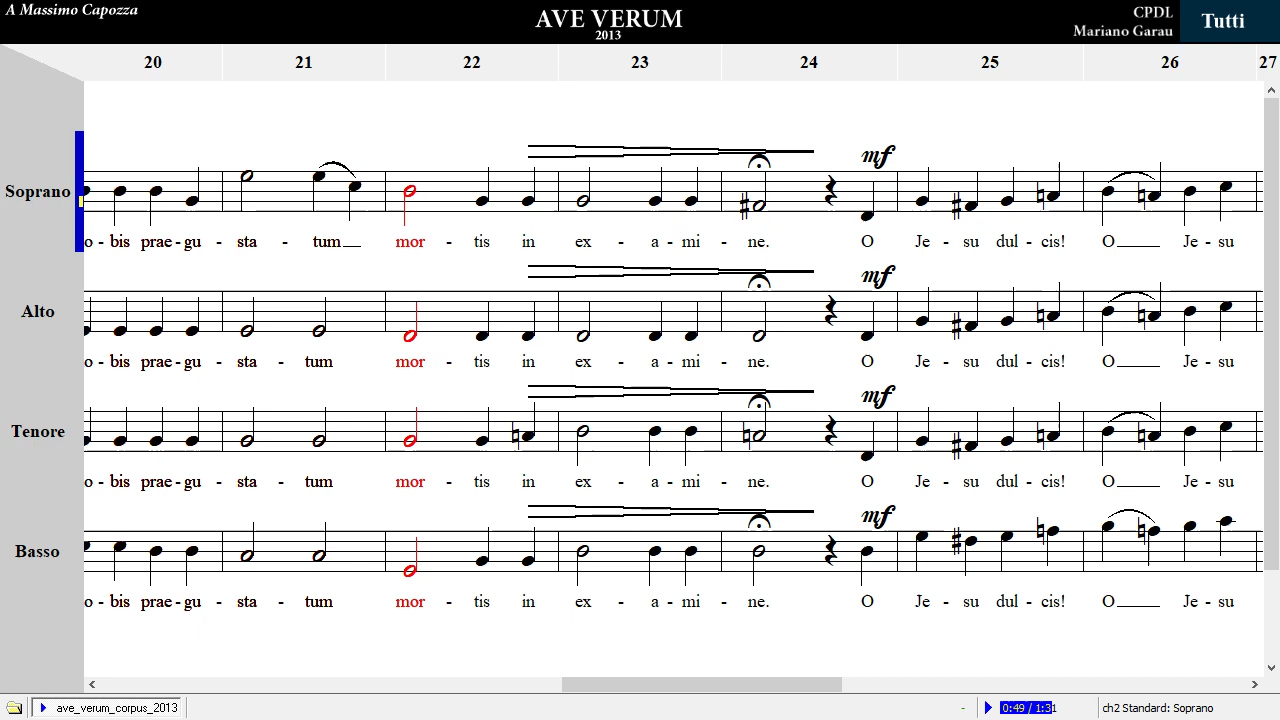 A Massimo Capozza
AVE VERUM
2013
CPDL
Mariano Garau
Tutti
20 21 22 23 24 25 26 27
mf
Soprano
o - bis prae - gu - sta - tum__ mor - tis in ex - a - mi - ne. O Je - su dul - cis! O____ Je - su
mf
Alto
o - bis prae - gu - sta - tum mor - tis in ex - a - mi - ne. O Je - su dul - cis! O____ Je - su
mf
Tenore
o - bis prae - gu - sta - tum mor - tis in ex - a - mi - ne. O Je - su dul - cis! O____ Je - su
mf
Basso
o - bis prae - gu - sta - tum mor - tis in ex - a - mi - ne. O Je - su dul - cis! O____ Je - su
ave_verum_corpus_2013 - 0:49 / 1:31 ch2 Standard: Soprano